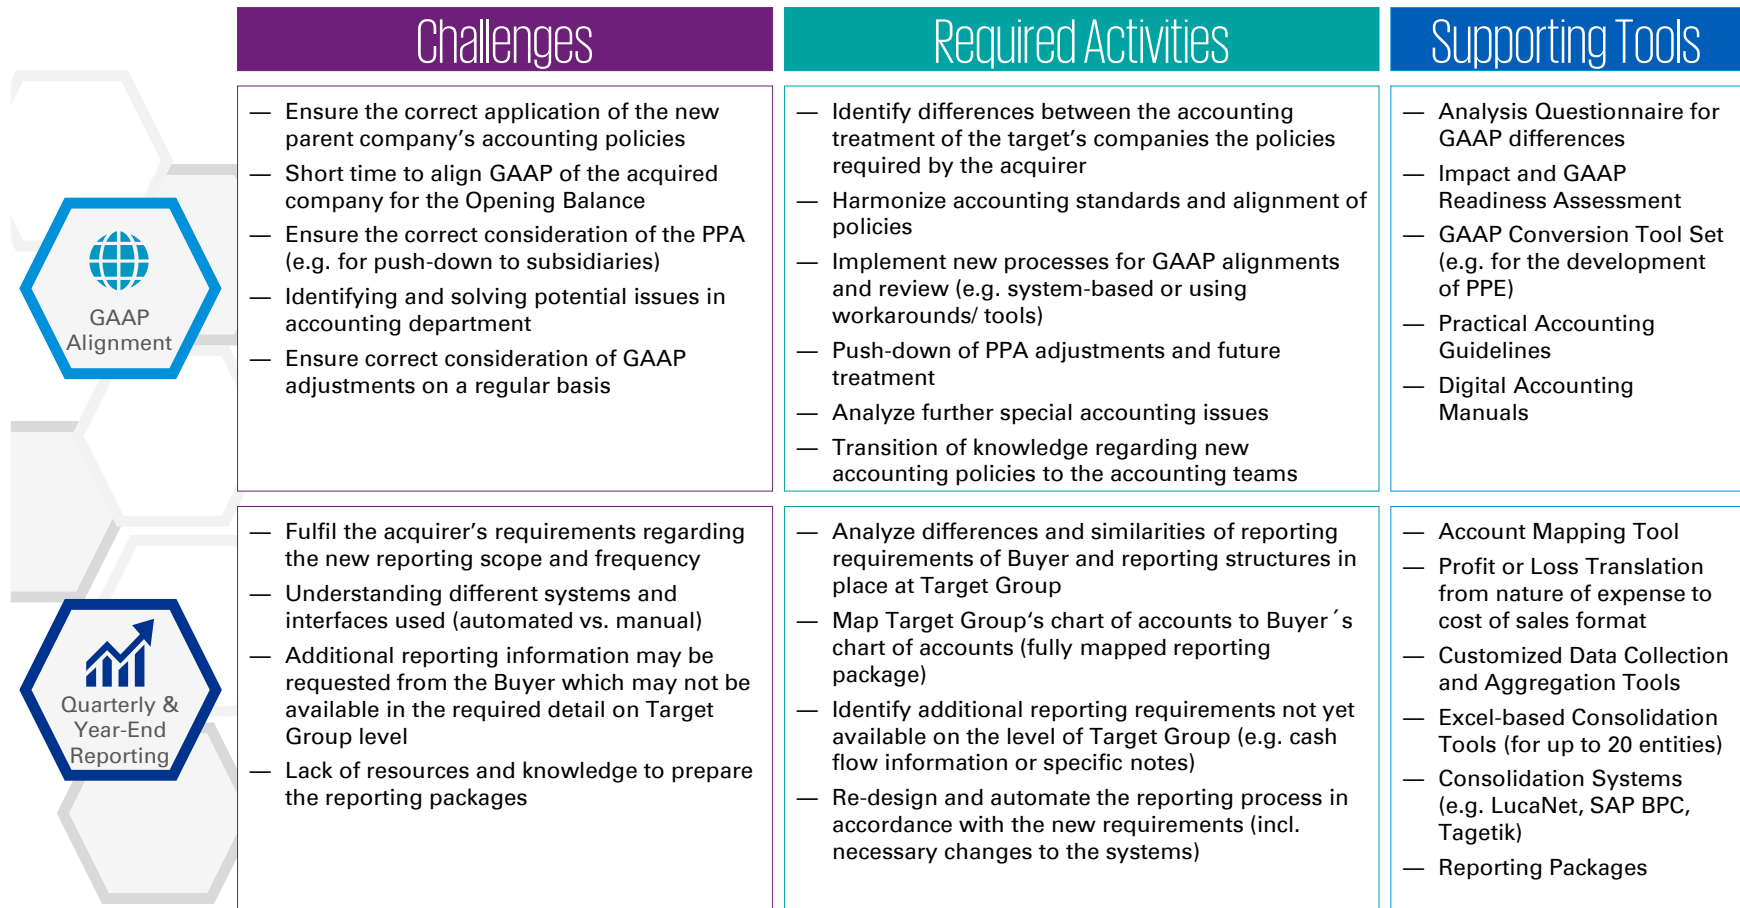 Challenges
Required Activities
Supporting Tools
GAAP
Alignment
— Ensure the correct application of the new
parent company's accounting policies
— Short time to align GAAP of the acquired
company for the Opening Balance
— Ensure the correct consideration of the PPA
(e.g. for push-down to subsidiaries)
— Identifying and solving potential issues in
accounting department
— Ensure correct consideration of GAAP
adjustments on a regular basis
— Identify differences between the accounting
treatment of the target's companies the policies
required by the acquirer
— Harmonize accounting standards and alignment of
policies
— Implement new processes for GAAP alignments
and review (e.g. system-based or using
workarounds/ tools)
— Push-down of PPA adjustments and future
treatment
— Analyze further special accounting issues
— Transition of knowledge regarding new
accounting policies to the accounting teams
— Analysis Questionnaire for
GAAP differences
— Impact and GAAP
Readiness Assessment
— GAAP Conversion Tool Set
(e.g. for the development
of PPE)
— Practical Accounting
Guidelines
— Digital Accounting
Manuals
Quarterly &
Year-End
Reporting
— Fulfil the acquirer's requirements regarding
the new reporting scope and frequency
— Understanding different systems and
interfaces used (automated vs. manual)
— Additional reporting information may be
requested from the Buyer which may not be
available in the required detail on Target
Group level
— Lack of resources and knowledge to prepare
the reporting packages
— Analyze differences and similarities of reporting
requirements of Buyer and reporting structures in
place at Target Group
— Map Target Group‘s chart of accounts to Buyer´s
chart of accounts (fully mapped reporting
package)
— Identify additional reporting requirements not yet
available on the level of Target Group (e.g. cash
flow information or specific notes)
— Re-design and automate the reporting process in
accordance with the new requirements (incl.
necessary changes to the systems)
— Account Mapping Tool
— Profit or Loss Translation
from nature of expense to
cost of sales format
— Customized Data Collection
and Aggregation Tools
— Excel-based Consolidation
Tools (for up to 20 entities)
— Consolidation Systems
(e.g. LucaNet, SAP BPC,
Tagetik)
— Reporting Packages